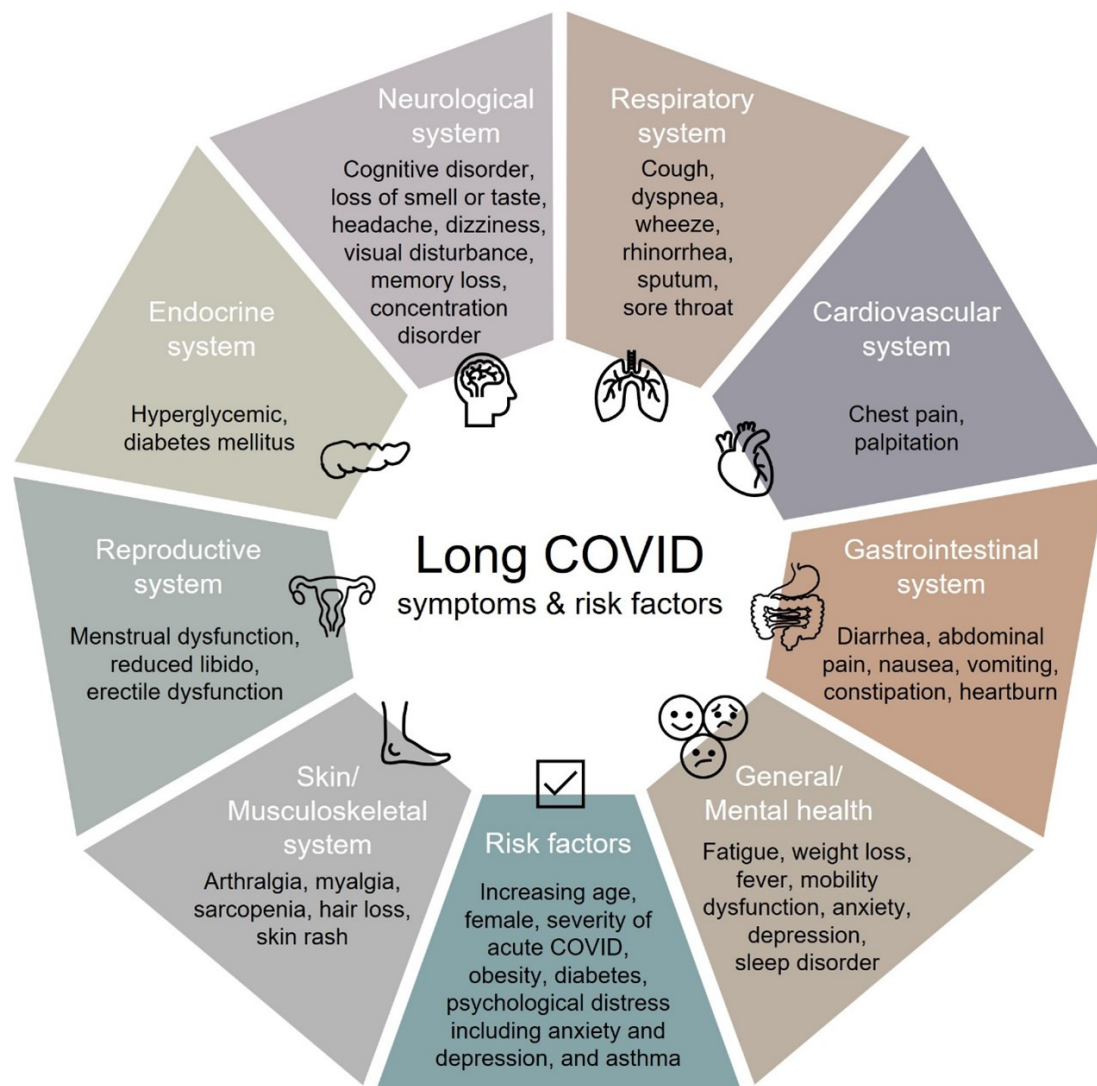 Neurological
system
Cognitive disorder,
loss of smell or taste,
headache, dizziness,
visual disturbance,
memory loss,
concentration
disorder
Respiratory
system
Cough,
dyspnea,
wheeze,
rhinorrhea,
sputum,
sore throat
Cardiovascular
system
Chest pain,
palpitation
Gastrointestinal
system
Diarrhea, abdominal
pain, nausea, vomiting,
constipation, heartburn
General/
Mental health
Fatigue, weight loss,
fever, mobility
dysfunction, anxiety,
depression,
sleep disorder
Risk factors
Increasing age,
female, severity of
acute COVID,
obesity, diabetes,
psychological distress
including anxiety and
depression, and asthma
Skin/
Musculoskeletal
system
Arthralgia, myalgia,
sarcopenia, hair loss,
skin rash
Reproductive
system
Menstrual dysfunction,
reduced libido,
erectile dysfunction
Endocrine
system
Hyperglycemic,
diabetes mellitus
Long COVID
symptoms & risk factors